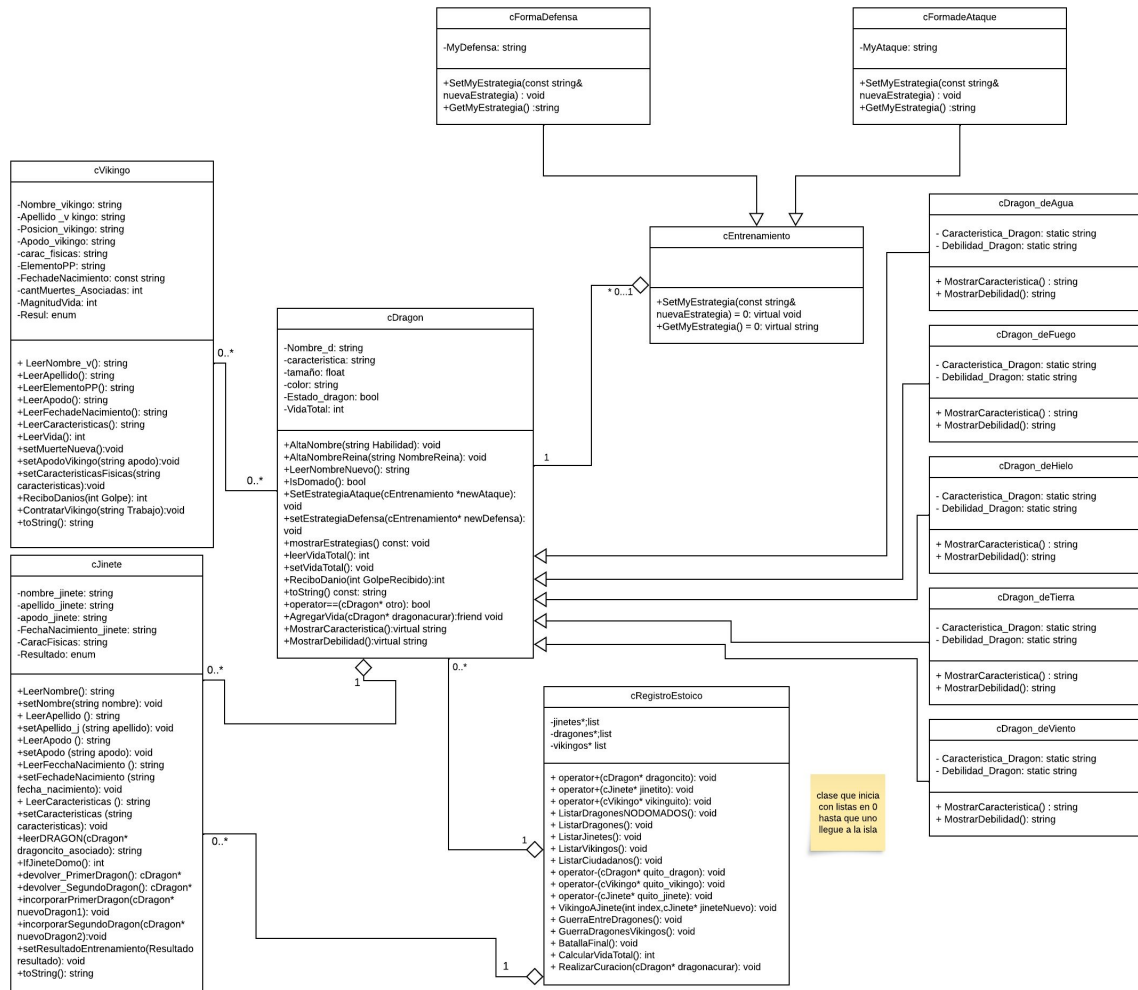 cFormaDefensa
-MyDefensa: string
+SetMyEstrategia(const string&
nuevaEstrategia) : void
+GetMyEstrategia() :string
cFormadeAtaque
-MyAtaque: string
+SetMyEstrategia(const string&
nuevaEstrategia) : void
+GetMyEstrategia() :string
cVikingo
-Nombre_vikingo: string
-Apellido _v kingo: string
-Posicion_vikingo: string
-Apodo_vikingo: string
-carac_fisicas: string
-ElementoPP: string
-FechadeNacimiento: const string
-cantMuertes_Asociadas: int
-MagnitudVida: int
-Resul: enum
+ LeerNombre_v(): string
+LeerApellido(): string
+LeerElementoPP(): string
+LeerApodo(): string
+LeerFechadeNacimiento(): string
+LeerCaracteristicas(): string
+LeerVida(): int
+setMuerteNueva():void
+setApodoVikingo(string apodo):void
+setCaracteristicasFisicas(string
caracteristicas):void
+ReciboDanios(int Golpe): int
+ContratarVikingo(string Trabajo):void
+toString(): string
0..*
0..*
cEntrenamiento
+SetMyEstrategia(const string&
nuevaEstrategia) = 0: virtual void
+GetMyEstrategia() = 0: virtual string
* 0...1
1
cDragon
-Nombre_d: string
-caracteristica: string
-tamaño: float
-color: string
-Estado_dragon: bool
-VidaTotal: int
+AltaNombre(string Habilidad): void
+AltaNombreReina(string NombreReina): void
+LeerNombreNuevo(): string
+IsDomado(): bool
+SetEstrategiaAtaque(cEntrenamiento *newAtaque):
void
+setEstrategiaDefensa(cEntrenamiento* newDefensa):
void
+mostrarEstrategias() const: void
+leerVidaTotal(): int
+setVidaTotal(): void
+ReciboDanio(int GolpeRecibido):int
+toString() const: string
+operator==(cDragon* otro): bool
+AgregarVida(cDragon* dragonacurar):friend void
+MostrarCaracteristica():virtual string
+MostrarDebilidad():virtual string
cDragon_deAgua
- Caracteristica_Dragon: static string
- Debilidad_Dragon: static string
+ MostrarCaracteristica() : string
+ MostrarDebilidad(): string
cDragon_deFuego
- Caracteristica_Dragon: static string
- Debilidad_Dragon: static string
+ MostrarCaracteristica() : string
+ MostrarDebilidad(): string
cDragon_deHielo
- Caracteristica_Dragon: static string
- Debilidad_Dragon: static string
+ MostrarCaracteristica() : string
+ MostrarDebilidad(): string
cDragon_deTierra
- Caracteristica_Dragon: static string
- Debilidad_Dragon: static string
+ MostrarCaracteristica() : string
+ MostrarDebilidad(): string
cDragon_deViento
- Caracteristica_Dragon: static string
- Debilidad_Dragon: static string
+ MostrarCaracteristica() : string
+ MostrarDebilidad(): string
cJinete
-nombre_jinete: string
-apellido_jinete: string
-apodo_jinete: string
-FechaNacimiento_jinete: string
-CaracFisicas: string
-Resultado: enum
+LeerNombre(): string
+setNombre(string nombre): void
+ LeerApellido (): string
+setApellido_j (string apellido): void
+LeerApodo (): string
+setApodo (string apodo): void
+LeerFecchaNacimiento (): string
+setFechadeNacimiento (string
fecha_nacimiento): void
+ LeerCaracteristicas (): string
+setCaracteristicas (string
caracteristicas): void
+leerDRAGON(cDragon*
dragoncito_asociado): string
+IfJineteDomo(): int
+devolver_PrimerDragon(): cDragon*
+devolver_SegundoDragon(): cDragon*
+incorporarPrimerDragon(cDragon*
nuevoDragon1): void
+incorporarSegundoDragon(cDragon*
nuevoDragon2):void
+setResultadoEntrenamiento(Resultado
resultado): void
+toString(): string
0..*
1
0..*
0..*
1
1
cRegistroEstoico
-jinetes*;list
-dragones*;list
-vikingos* list
+ operator+(cDragon* dragoncito): void
+ operator+(cJinete* jinetito): void
+ operator+(cVikingo* vikinguito): void
+ ListarDragonesNODOMADOS(): void
+ ListarDragones(): void
+ ListarJinetes(): void
+ ListarVikingos(): void
+ ListarCiudadanos(): void
+ operator-(cDragon* quito_dragon): void
+ operator-(cVikingo* quito_vikingo): void
+ operator-(cJinete* quito_jinete): void
+ VikingoAJinete(int index,cJinete* jineteNuevo): void
+ GuerraEntreDragones(): void
+ GuerraDragonesVikingos(): void
+ BatallaFinal(): void
+ CalcularVidaTotal(): int
+ RealizarCuracion(cDragon* dragonacurar): void
clase que inicia
con listas en 0
hasta que uno
llegue a la isla